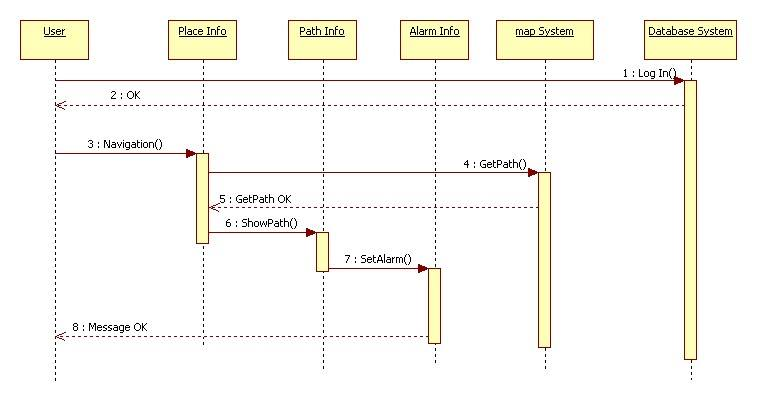 User
Place Info
Path Info
Alarm Info
map System
Database System
1 : Log In()
2 : OK
3 : Navigation()
4 : GetPath()
5 : GetPath OK
6 : ShowPath()
7 : SetAlarm()
8 : Message OK